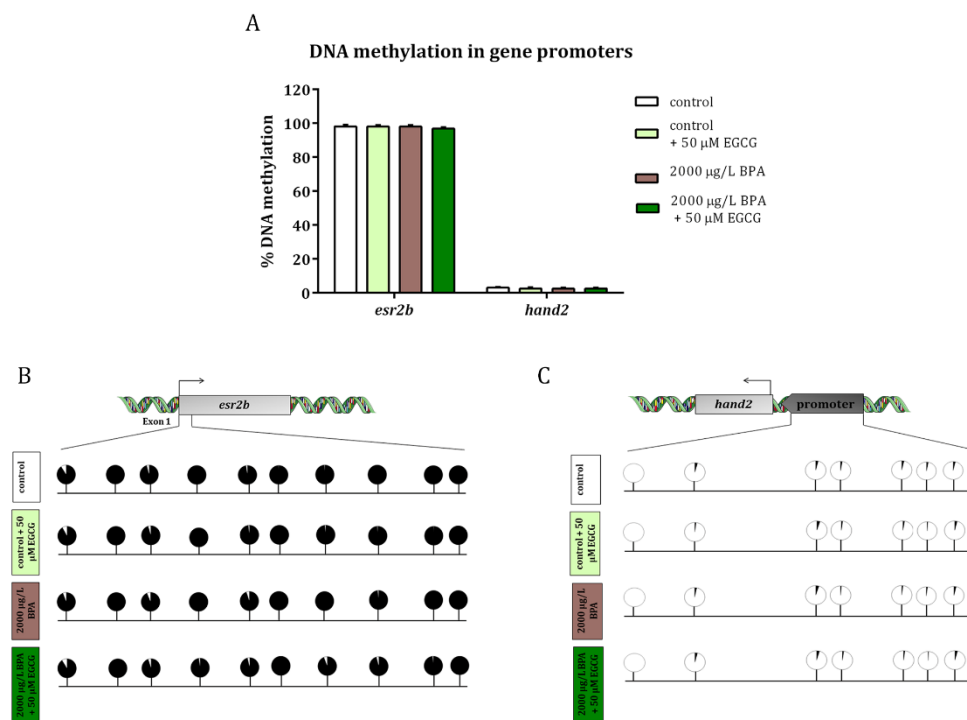 A
DNA methylation in gene promoters
% DNA methylation
120
100
80
60
40
20
0
esr2b
hand2
control
control
+ 50 μM EGCG
2000 μg/L BPA
2000 μg/L BPA
+ 50 μM EGCG
B
esr2b
Exon 1
control
control + 50
μM EGCG
2000 μg/L
BPA
2000 μg/L BPA
+ 50 μM EGCG
C
hand2
promoter
control
control + 50
μM EGCG
2000 μg/L
BPA
2000 μg/L BPA
+ 50 μM EGCG